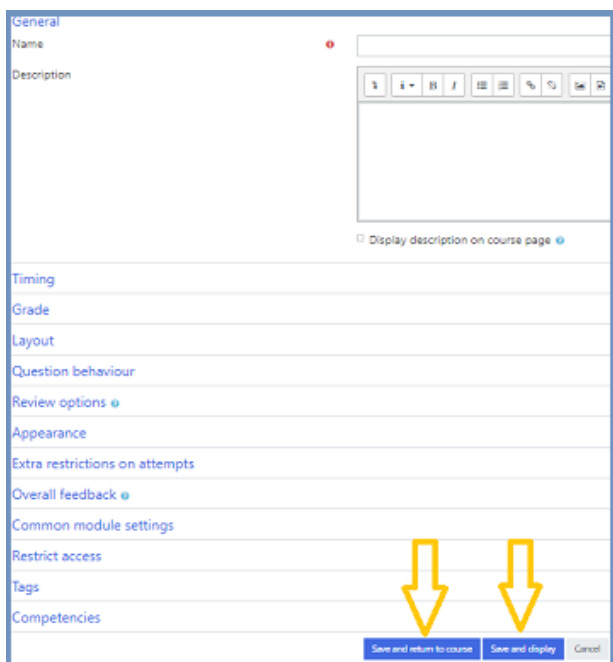 General
Name
Description
B I
Display description on course page
Timing
Grade
Layout
Question behaviour
Review options
Appearance
Extra restrictions on attempts
Overall feedback
Common module settings
Restrict access
Tags
Competencies
Save and return to course Save and display Cancel